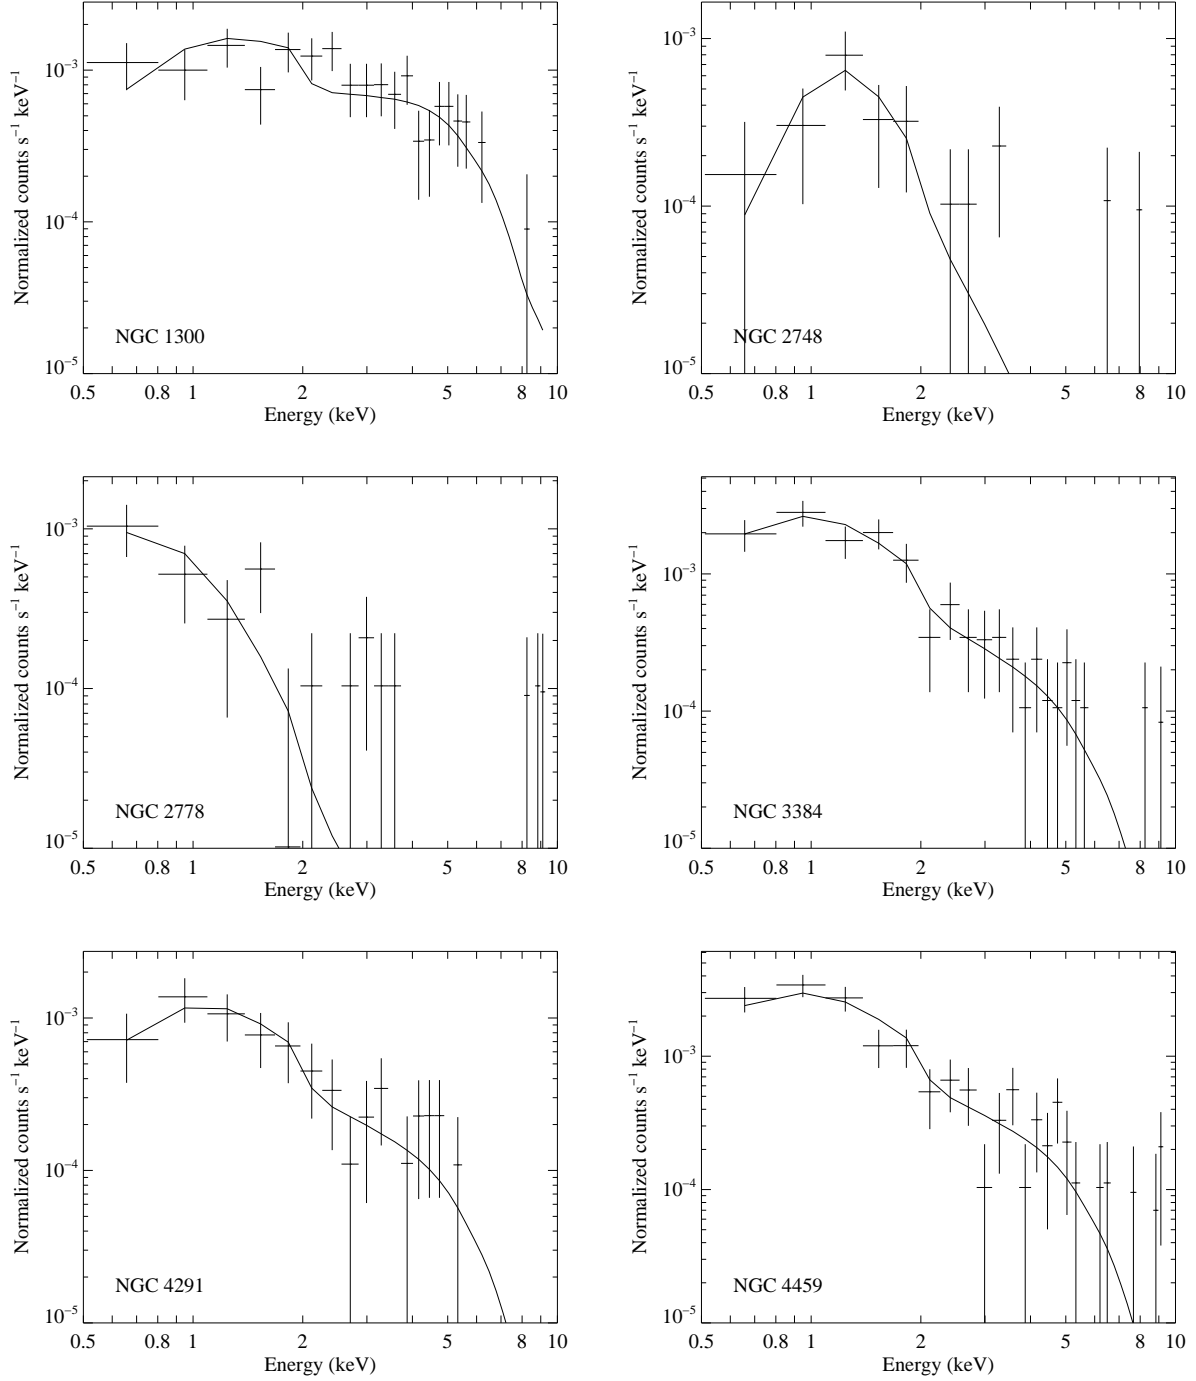 Normalized counts s⁻¹ keV⁻¹
10⁻³
10⁻⁴
10⁻⁵
NGC 1300
0.5 0.8 1 2 5 8 10
Energy (keV)
Normalized counts s⁻¹ keV⁻¹
10⁻³
10⁻⁴
10⁻⁵
NGC 2748
0.5 0.8 1 2 5 8 10
Energy (keV)
Normalized counts s⁻¹ keV⁻¹
10⁻³
10⁻⁴
10⁻⁵
NGC 2778
0.5 0.8 1 2 5 8 10
Energy (keV)
Normalized counts s⁻¹ keV⁻¹
10⁻³
10⁻⁴
10⁻⁵
NGC 3384
0.5 0.8 1 2 5 8 10
Energy (keV)
Normalized counts s⁻¹ keV⁻¹
10⁻³
10⁻⁴
10⁻⁵
NGC 4291
0.5 0.8 1 2 5 8 10
Energy (keV)
Normalized counts s⁻¹ keV⁻¹
10⁻³
10⁻⁴
10⁻⁵
NGC 4459
0.5 0.8 1 2 5 8 10
Energy (keV)